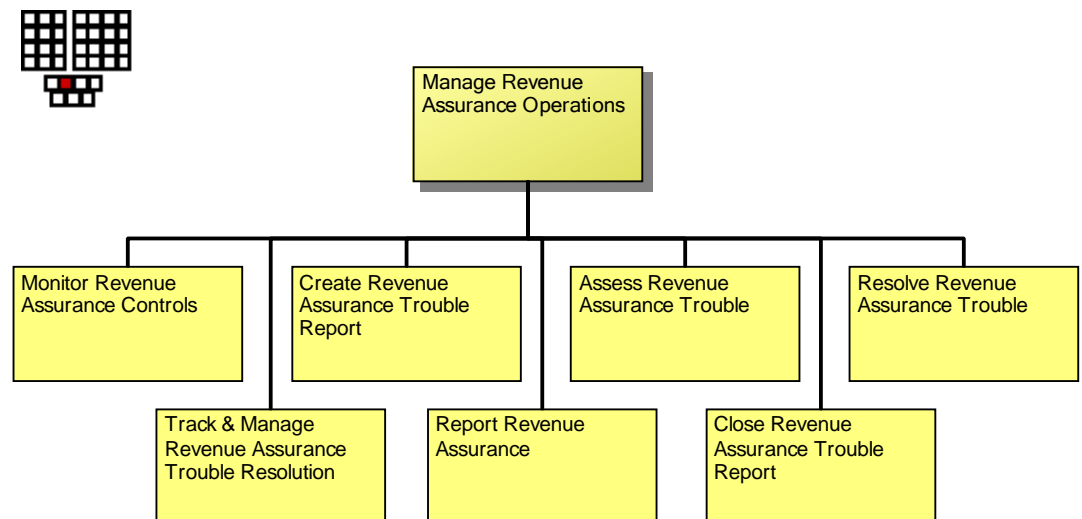 Manage Revenue
Assurance Operations
Monitor Revenue
Assurance Controls
Create Revenue
Assurance Trouble
Report
Assess Revenue
Assurance Trouble
Resolve Revenue
Assurance Trouble
Track & Manage
Revenue Assurance
Trouble Resolution
Report Revenue
Assurance
Close Revenue
Assurance Trouble
Report